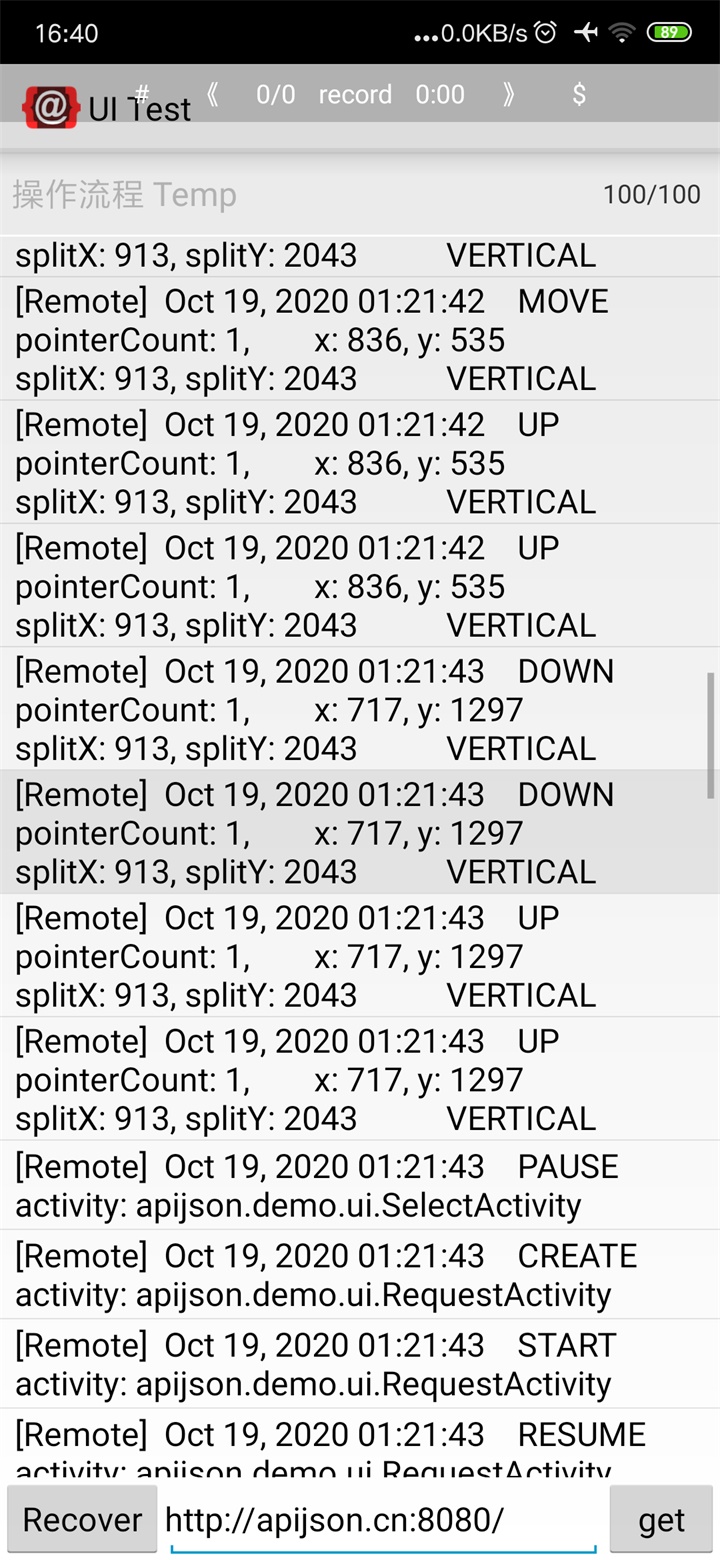 16:40 ...0.0KB/s 89
@ UI Test # 《 0/0 record 0:00 》 $
操作流程 Temp 100/100
splitX: 913, splitY: 2043 VERTICAL
[Remote] Oct 19, 2020 01:21:42 MOVE
pointerCount: 1, x: 836, y: 535
splitX: 913, splitY: 2043 VERTICAL
[Remote] Oct 19, 2020 01:21:42 UP
pointerCount: 1, x: 836, y: 535
splitX: 913, splitY: 2043 VERTICAL
[Remote] Oct 19, 2020 01:21:42 UP
pointerCount: 1, x: 836, y: 535
splitX: 913, splitY: 2043 VERTICAL
[Remote] Oct 19, 2020 01:21:43 DOWN
pointerCount: 1, x: 717, y: 1297
splitX: 913, splitY: 2043 VERTICAL
[Remote] Oct 19, 2020 01:21:43 DOWN
pointerCount: 1, x: 717, y: 1297
splitX: 913, splitY: 2043 VERTICAL
[Remote] Oct 19, 2020 01:21:43 UP
pointerCount: 1, x: 717, y: 1297
splitX: 913, splitY: 2043 VERTICAL
[Remote] Oct 19, 2020 01:21:43 UP
pointerCount: 1, x: 717, y: 1297
splitX: 913, splitY: 2043 VERTICAL
[Remote] Oct 19, 2020 01:21:43 PAUSE
activity: apijson.demo.ui.SelectActivity
[Remote] Oct 19, 2020 01:21:43 CREATE
activity: apijson.demo.ui.RequestActivity
[Remote] Oct 19, 2020 01:21:43 START
activity: apijson.demo.ui.RequestActivity
[Remote] Oct 19, 2020 01:21:43 RESUME
activity: apijson.demo.ui.RequestActivity
Recover http://apijson.cn:8080/ get